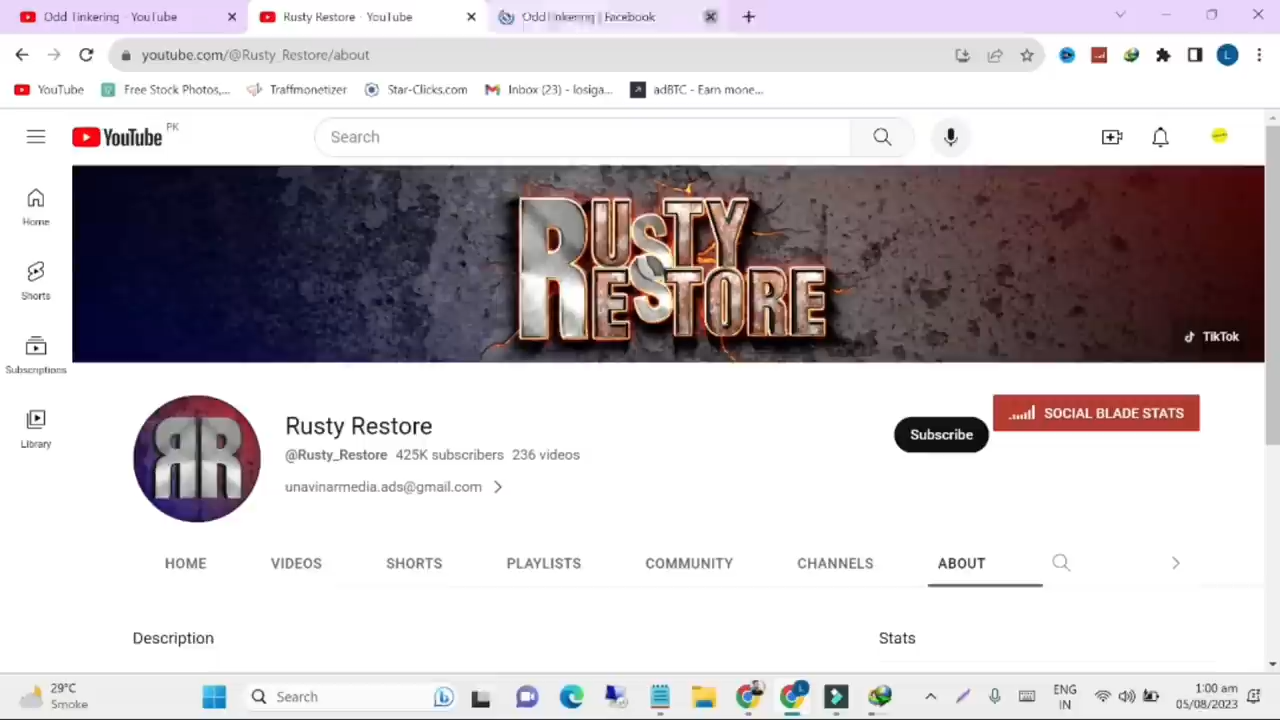 Odd Tinkering - YouTube
Rusty Restore - YouTube
Odd Tinkering | Facebook
youtube.com/@Rusty_Restore/about
YouTube
Free Stock Photos,...
Traffmonetizer
Star-Clicks.com
Inbox (23) - losiga...
adBTC - Earn mone...
YouTube PK
Search
Home
Shorts
Subscriptions
Library
RUSTY
RESTORE
TikTok
RR
Rusty Restore
@Rusty_Restore 425K subscribers 236 videos
unavinarmedia.ads@gmail.com
Subscribe
SOCIAL BLADE STATS
HOME VIDEOS SHORTS PLAYLISTS COMMUNITY CHANNELS ABOUT
Description
Stats
29°C
Smoke
Search
ENG
IN
1:00 am
05/08/2023